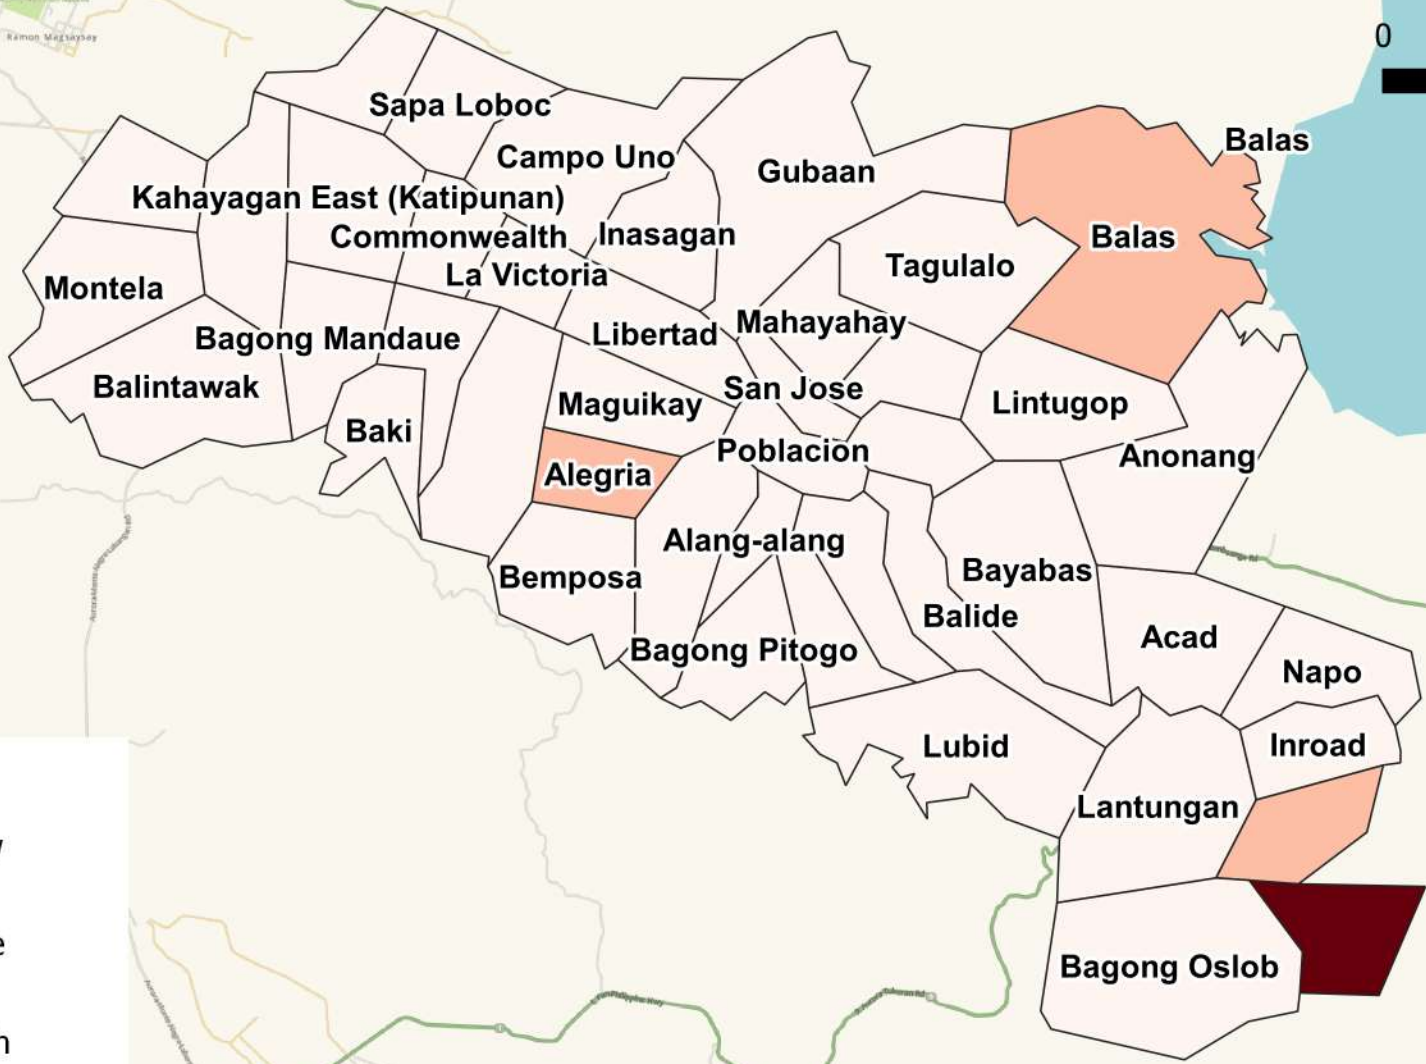 Ramon Magsaysay
0
Sapa Loboc
Balas
Campo Uno
Gubaan
Kahayagan East (Katipunan)
Commonwealth
Inasagan
Balas
La Victoria
Tagulalo
Montela
Bagong Mandaue
Libertad
Mahayahay
Balintawak
San Jose
Maguikay
Lintugop
Baki
Poblacion
Anonang
Alegria
Alang-alang
Bemposa
Bayabas
Balide
Acad
Bagong Pitogo
Napo
Lubid
Inroad
Lantungan
Bagong Oslob
e
n